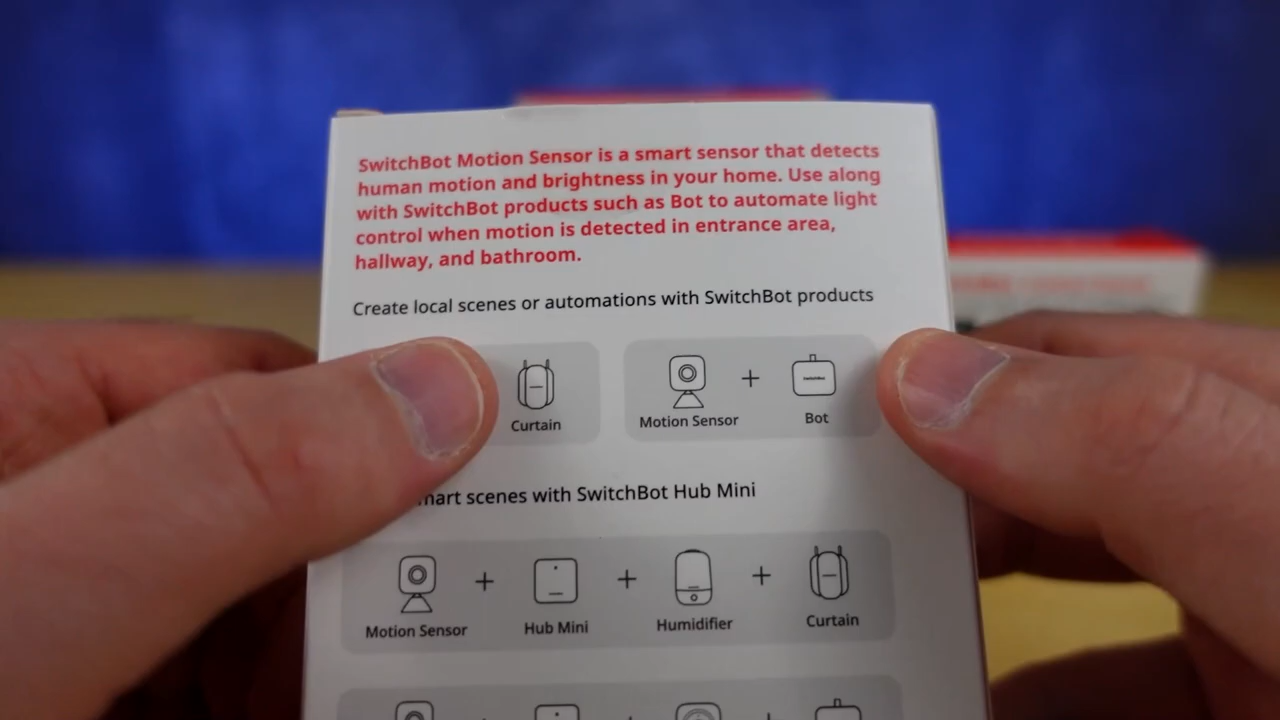 SwitchBot Motion Sensor is a smart sensor that detects
human motion and brightness in your home. Use along
with SwitchBot products such as Bot to automate light
control when motion is detected in entrance area,
hallway, and bathroom.
Create local scenes or automations with SwitchBot products
Curtain
Motion Sensor + Bot
scenes with SwitchBot Hub Mini
Motion Sensor + Hub Mini + Humidifier + Curtain